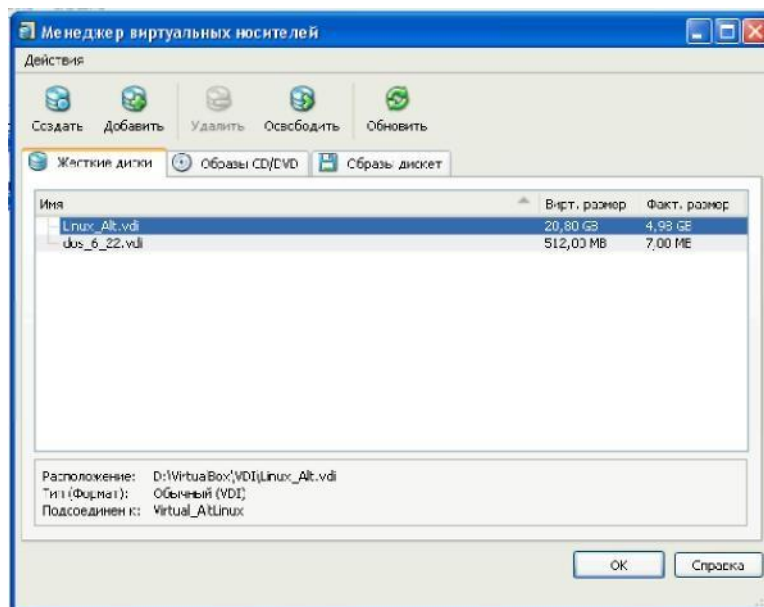 Менеджер виртуальных носителей
Действия
Создать Добавить Удалить Освободить Обновить
Жесткие диски Образы CD/DVD Образы дискет
Имя Вирт. размер Факт. размер
Linux_Alt.vdi 20,80 GB 4,98 GB
dos_6_22.vdi 512,00 MB 7,00 MB
Расположение: D:\VirtualBox\VDI\Linux_Alt.vdi
Тип (Формат): Обычный (VDI)
Подсоединен к: Virtual_AltLinux
OK Справка